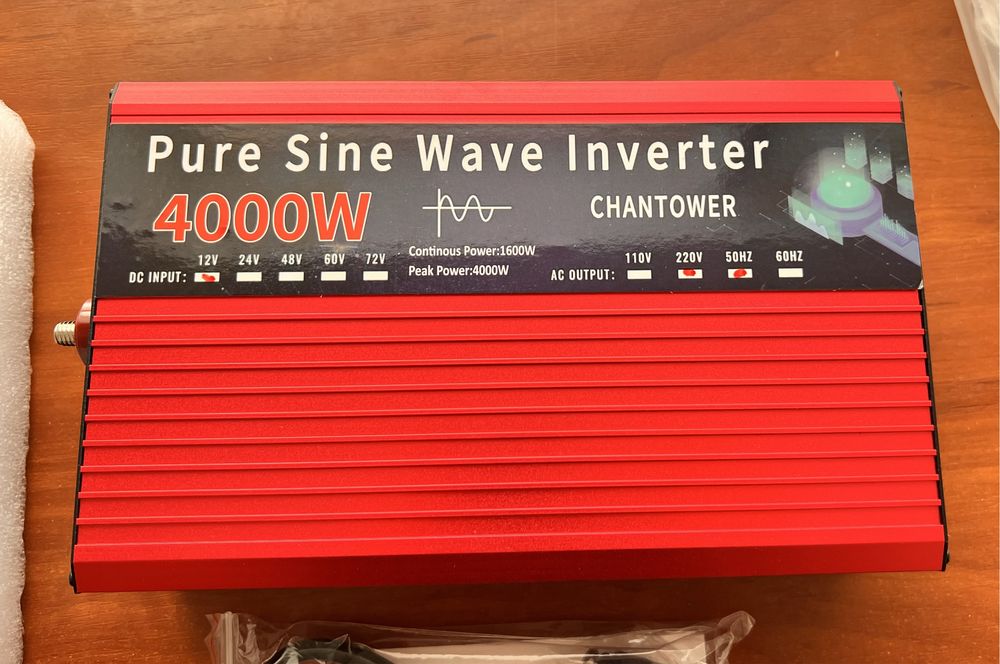 Pure Sine Wave Inverter
4000W
CHANTOWER
Continous Power:1600W
Peak Power:4000W
12V 24V 48V 60V 72V
DC INPUT:
110V 220V 50HZ 60HZ
AC OUTPUT: